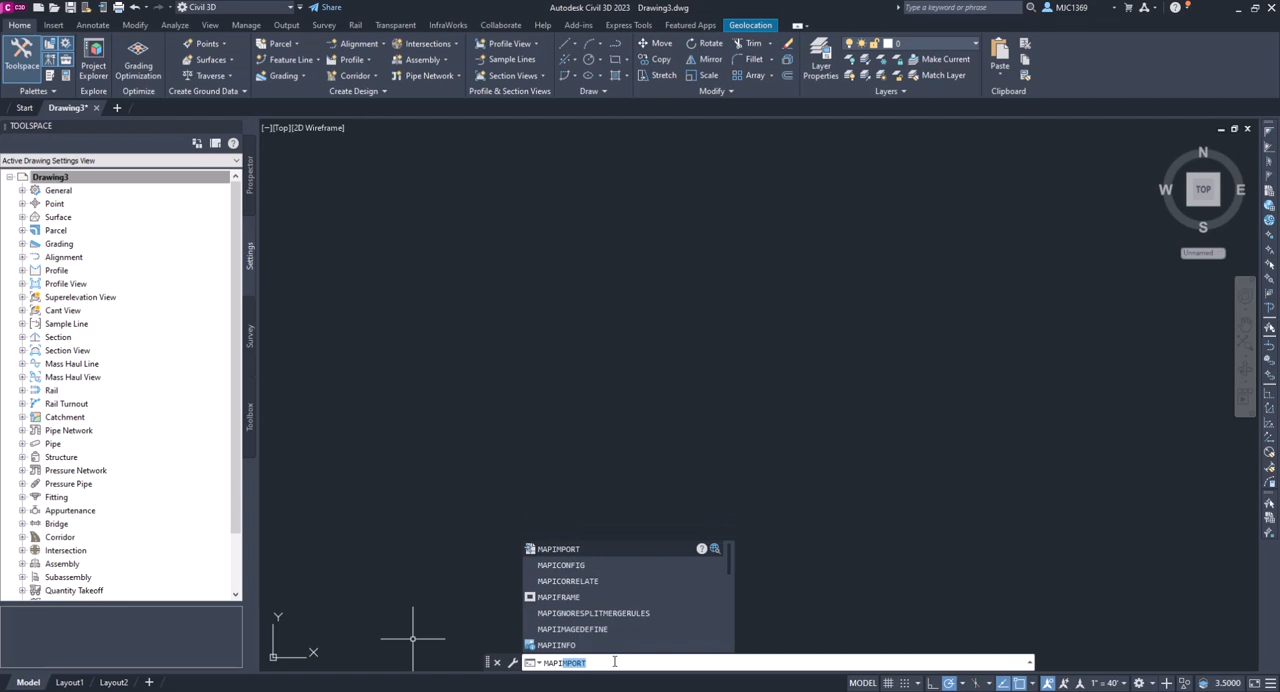 C3D Civil 3D Share Autodesk Civil 3D 2023 Drawing3.dwg Type a keyword or phrase MJC1369
Home Insert Annotate Modify Analyze View Manage Output Survey Rail Transparent InfraWorks Collaborate Help Add-ins Express Tools Featured Apps Geolocation
Toolspace Project Explorer Grading Optimization
Points Surfaces Traverse
Parcel Feature Line Grading
Alignment Profile Corridor
Intersections Assembly Pipe Network
Profile View Sample Lines Section Views
Move Copy Stretch
Rotate Mirror Scale
Trim Fillet Array
Layer Properties 0 Make Current Match Layer
Paste
Palettes Explore Optimize Create Ground Data Create Design Profile & Section Views Draw Modify Layers Clipboard
Start Drawing3* +
TOOLSPACE
[−][Top][2D Wireframe]
Active Drawing Settings View
Drawing3
General
Point
Surface
Parcel
Grading
Alignment
Profile
Profile View
Superelevation View
Cant View
Sample Line
Section
Section View
Mass Haul Line
Mass Haul View
Rail
Rail Turnout
Catchment
Pipe Network
Pipe
Structure
Pressure Network
Pressure Pipe
Fitting
Appurtenance
Bridge
Corridor
Intersection
Assembly
Subassembly
Quantity Takeoff
Prospector
Settings
Survey
Toolbox
N
W TOP E
S
Unnamed
MAPIMPORT
MAPICONFIG
MAPICORRELATE
MAPIFRAME
MAPIGNORESPLITMERGERULES
MAPIIMAGEDEFINE
MAPIINFO
MAPIMPORT
Y
X
Model Layout1 Layout2 + MODEL 1" = 40' 3.5000